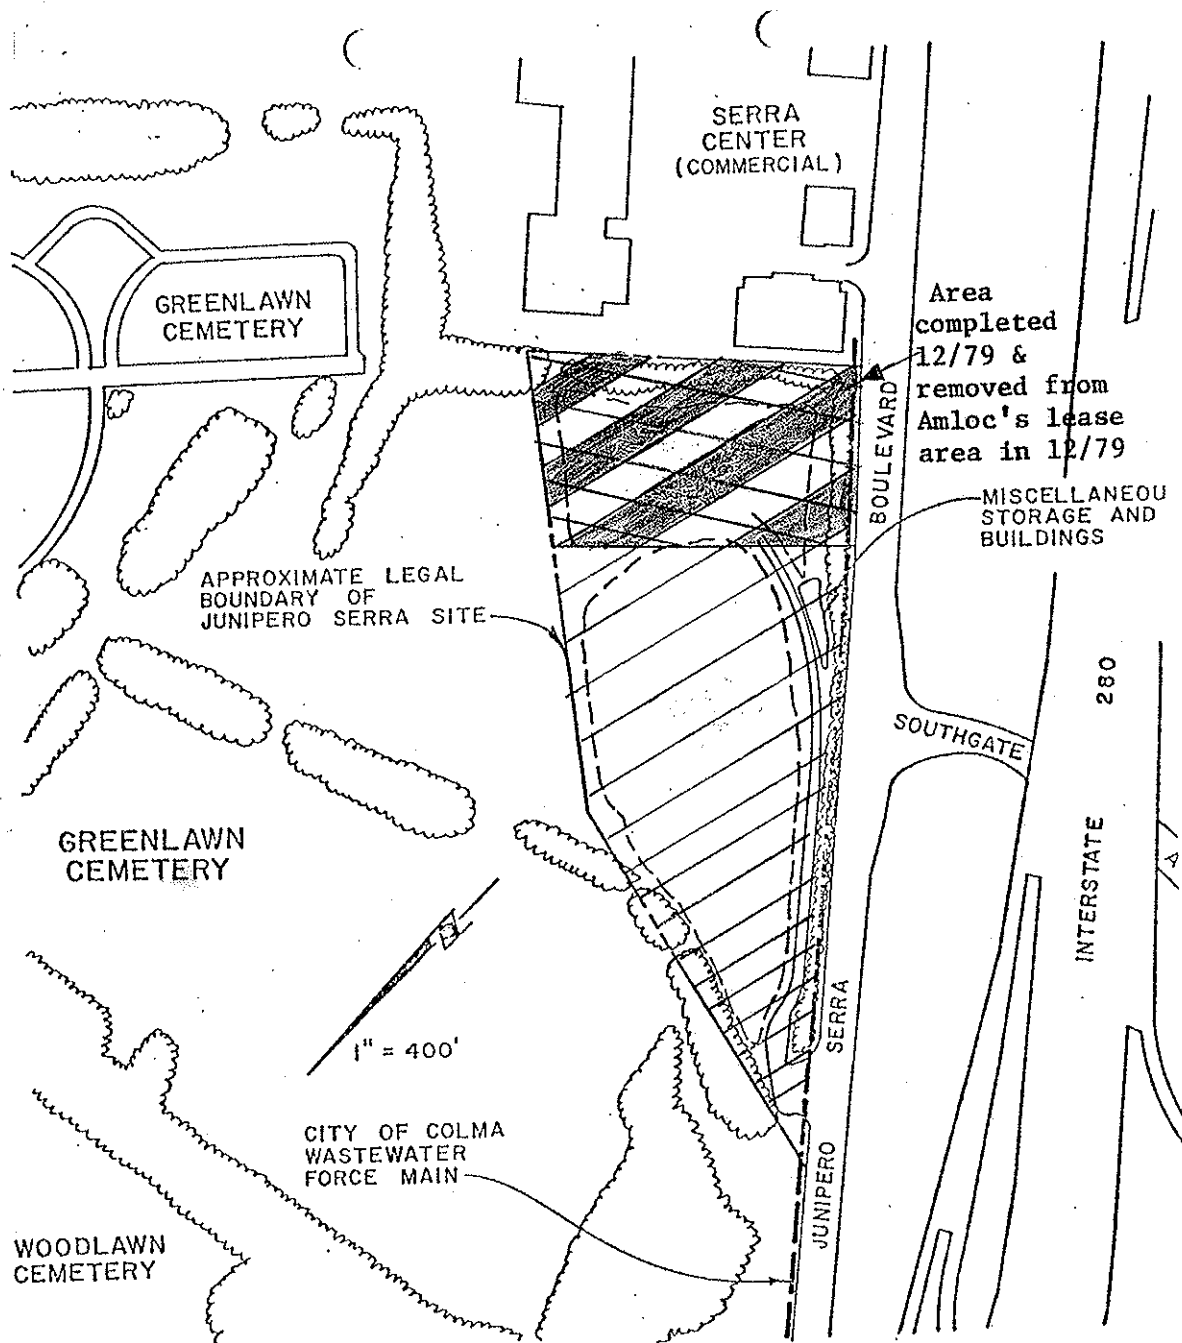 SERRA
CENTER
(COMMERCIAL)
GREENLAWN
CEMETERY
Area
completed
12/79 &
removed from
Amloc's lease
area in 12/79
BOULEVARD
MISCELLANEOU
STORAGE AND
BUILDINGS
APPROXIMATE LEGAL
BOUNDARY OF
JUNIPERO SERRA SITE
280
SOUTHGATE
GREENLAWN
CEMETERY
INTERSTATE
A
1" = 400'
SERRA
CITY OF COLMA
WASTEWATER
FORCE MAIN
JUNIPERO
WOODLAWN
CEMETERY